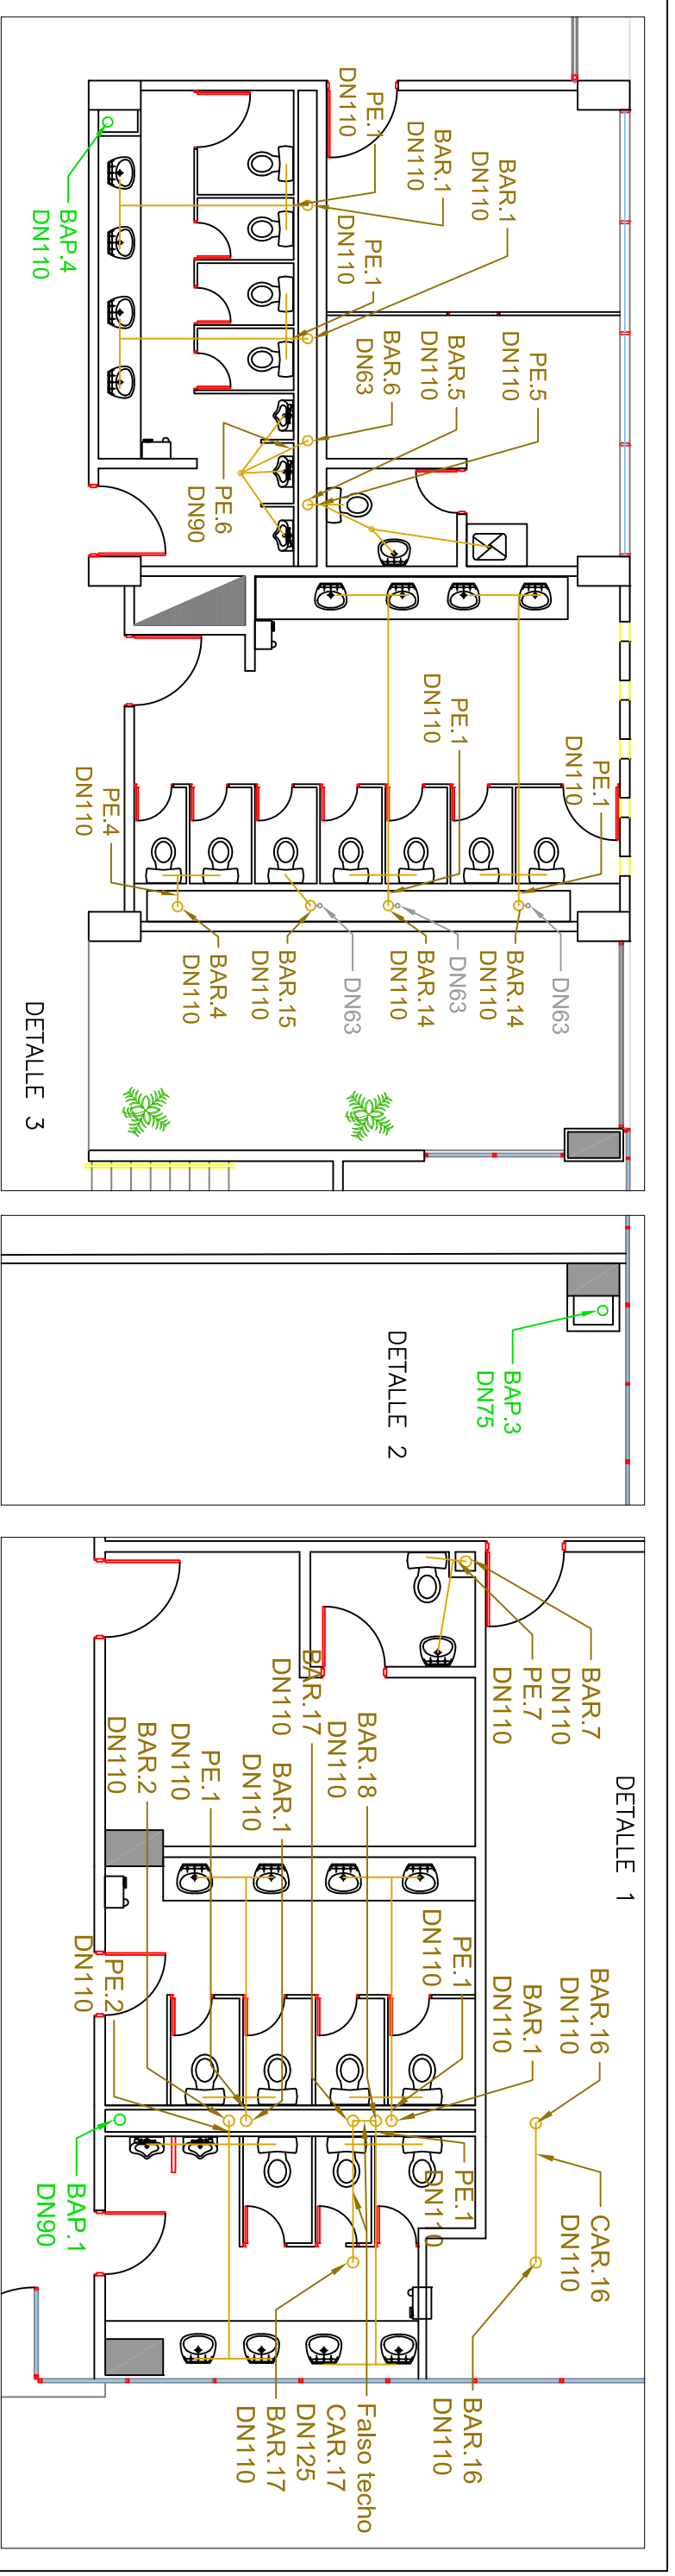 PE.1
DN110
BAR.1
DN110
BAR.1
DN110
PE.1
DN110
BAR.6
DN63
BAR.5
DN110
PE.5
DN110
BAP.4
DN110
PE.6
DN90
PE.1
DN110
PE.1
DN110
PE.4
DN110
BAR.4
DN110
BAR.15
DN110
DN63
BAR.14
DN110
DN63
BAR.14
DN110
DN63
DETALLE 3
BAP.3
DN75
DETALLE 2
BAR.7
DN110
PE.7
DN110
DETALLE 1
BAR.17
DN110
BAR.18
DN110
BAR.1
DN110
PE.1
DN110
BAR.2
DN110
PE.2
DN110
PE.1
DN110
BAR.1
DN110
BAR.16
DN110
CAR.16
DN110
BAR.16
DN110
PE.1
DN110
BAP.1
DN90
Falso techo
CAR.17
DN125
BAR.17
DN110